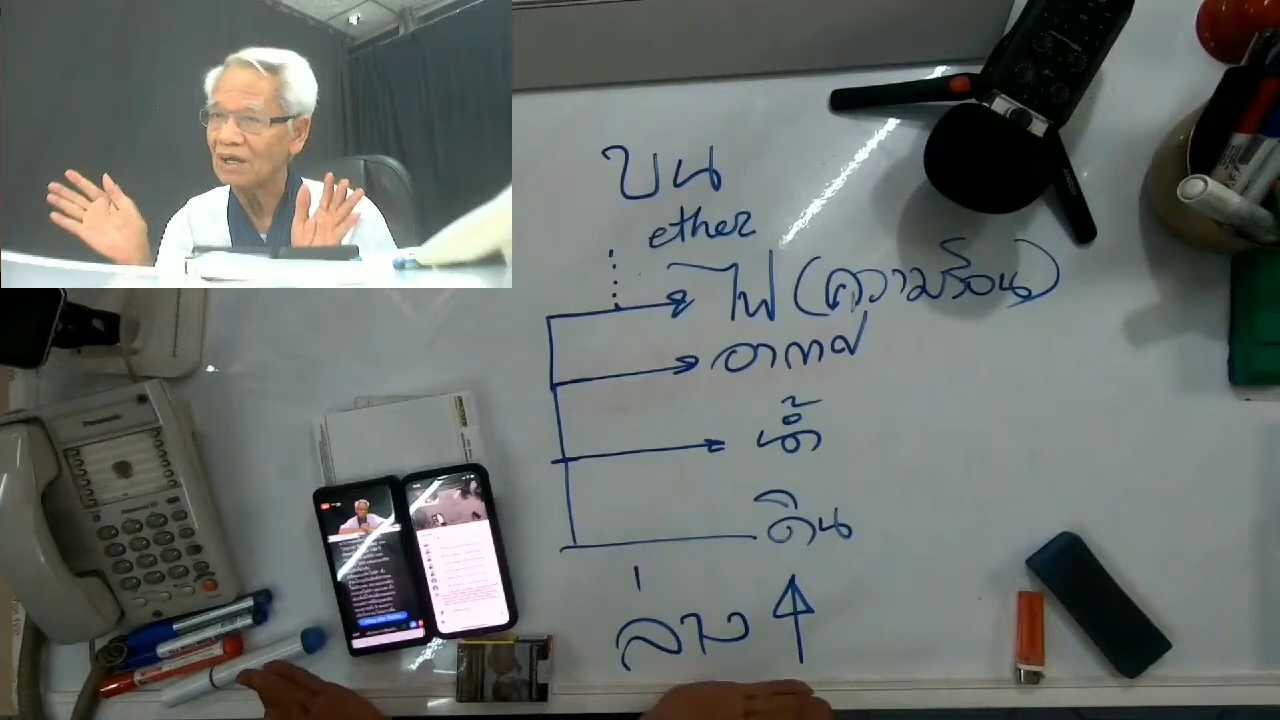 บน
ether
ไฟ (ความร้อน)
อากาศ
น้ำ
ดิน
ล่าง
Panasonic